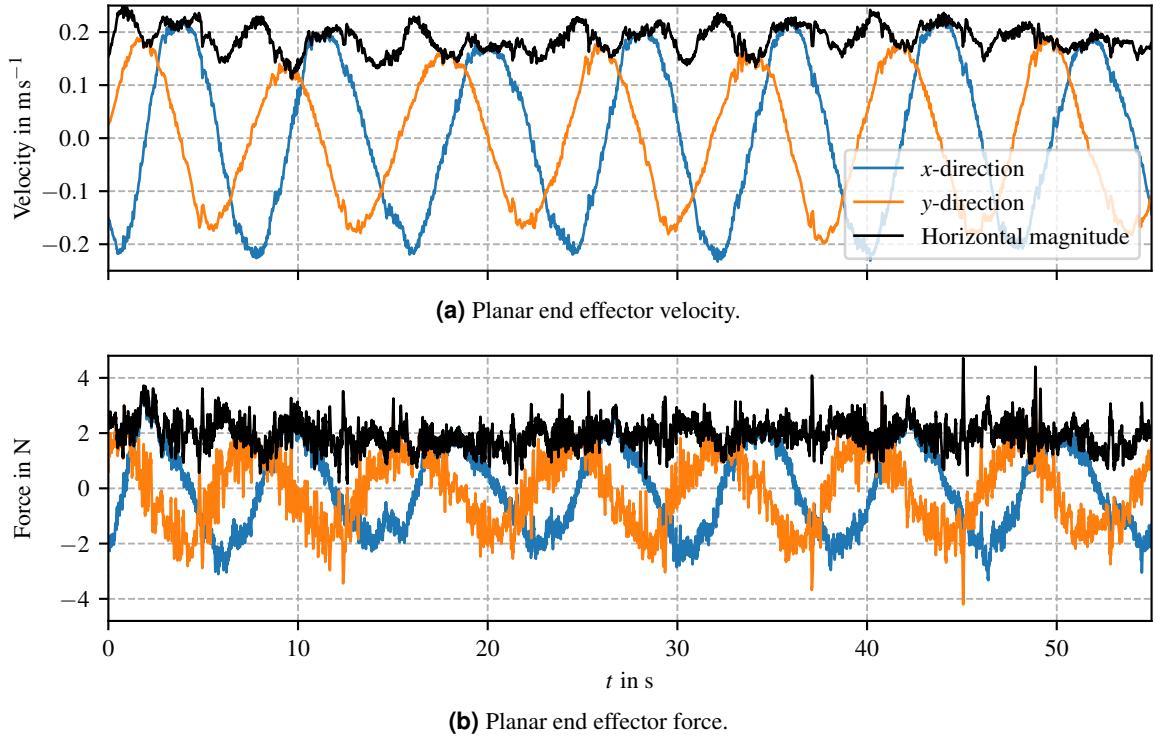 0.2
0.1
0.0
−0.1
−0.2
Velocity in m s⁻¹
x-direction
y-direction
Horizontal magnitude
(a) Planar end effector velocity.
4
2
0
−2
−4
Force in N
0 10 20 30 40 50
t in s
(b) Planar end effector force.